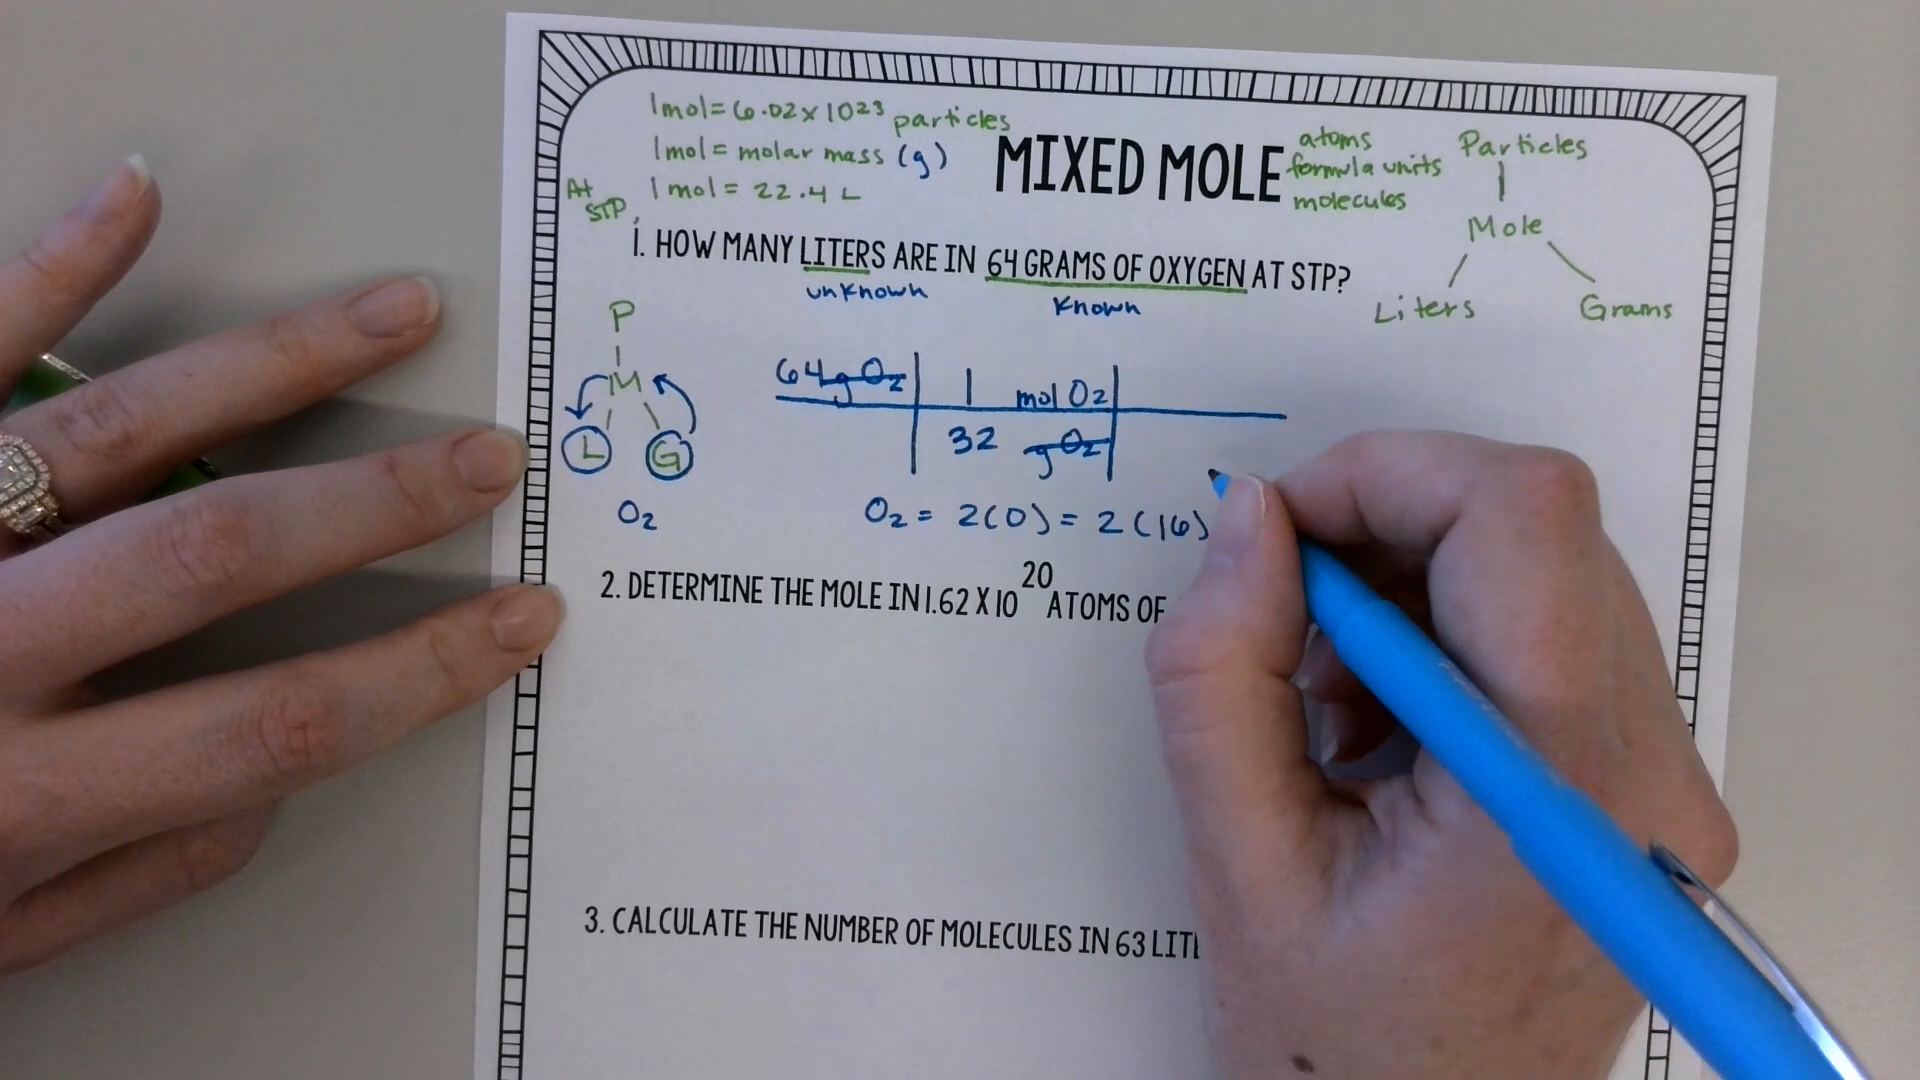 1mol = 6.02 x 10²³ particles
1mol = molar mass (g)
At STP, 1 mol = 22.4 L
MIXED MOLE
atoms
formula units
molecules
Particles
Mole
Liters Grams
1. HOW MANY LITERS ARE IN 64 GRAMS OF OXYGEN AT STP?
unknown known
P
M
L G
O₂
64 g O₂ 1 mol O₂
32 g O₂
O₂ = 2(O) = 2(16)
2. DETERMINE THE MOLE IN 1.62 X 10²⁰ ATOMS OF
3. CALCULATE THE NUMBER OF MOLECULES IN 63